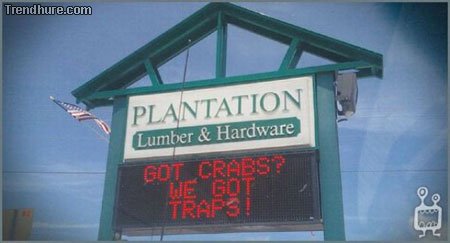 Trendhure.com
PLANTATION
Lumber & Hardware
GOT CRABS?
WE GOT
TRAPS!